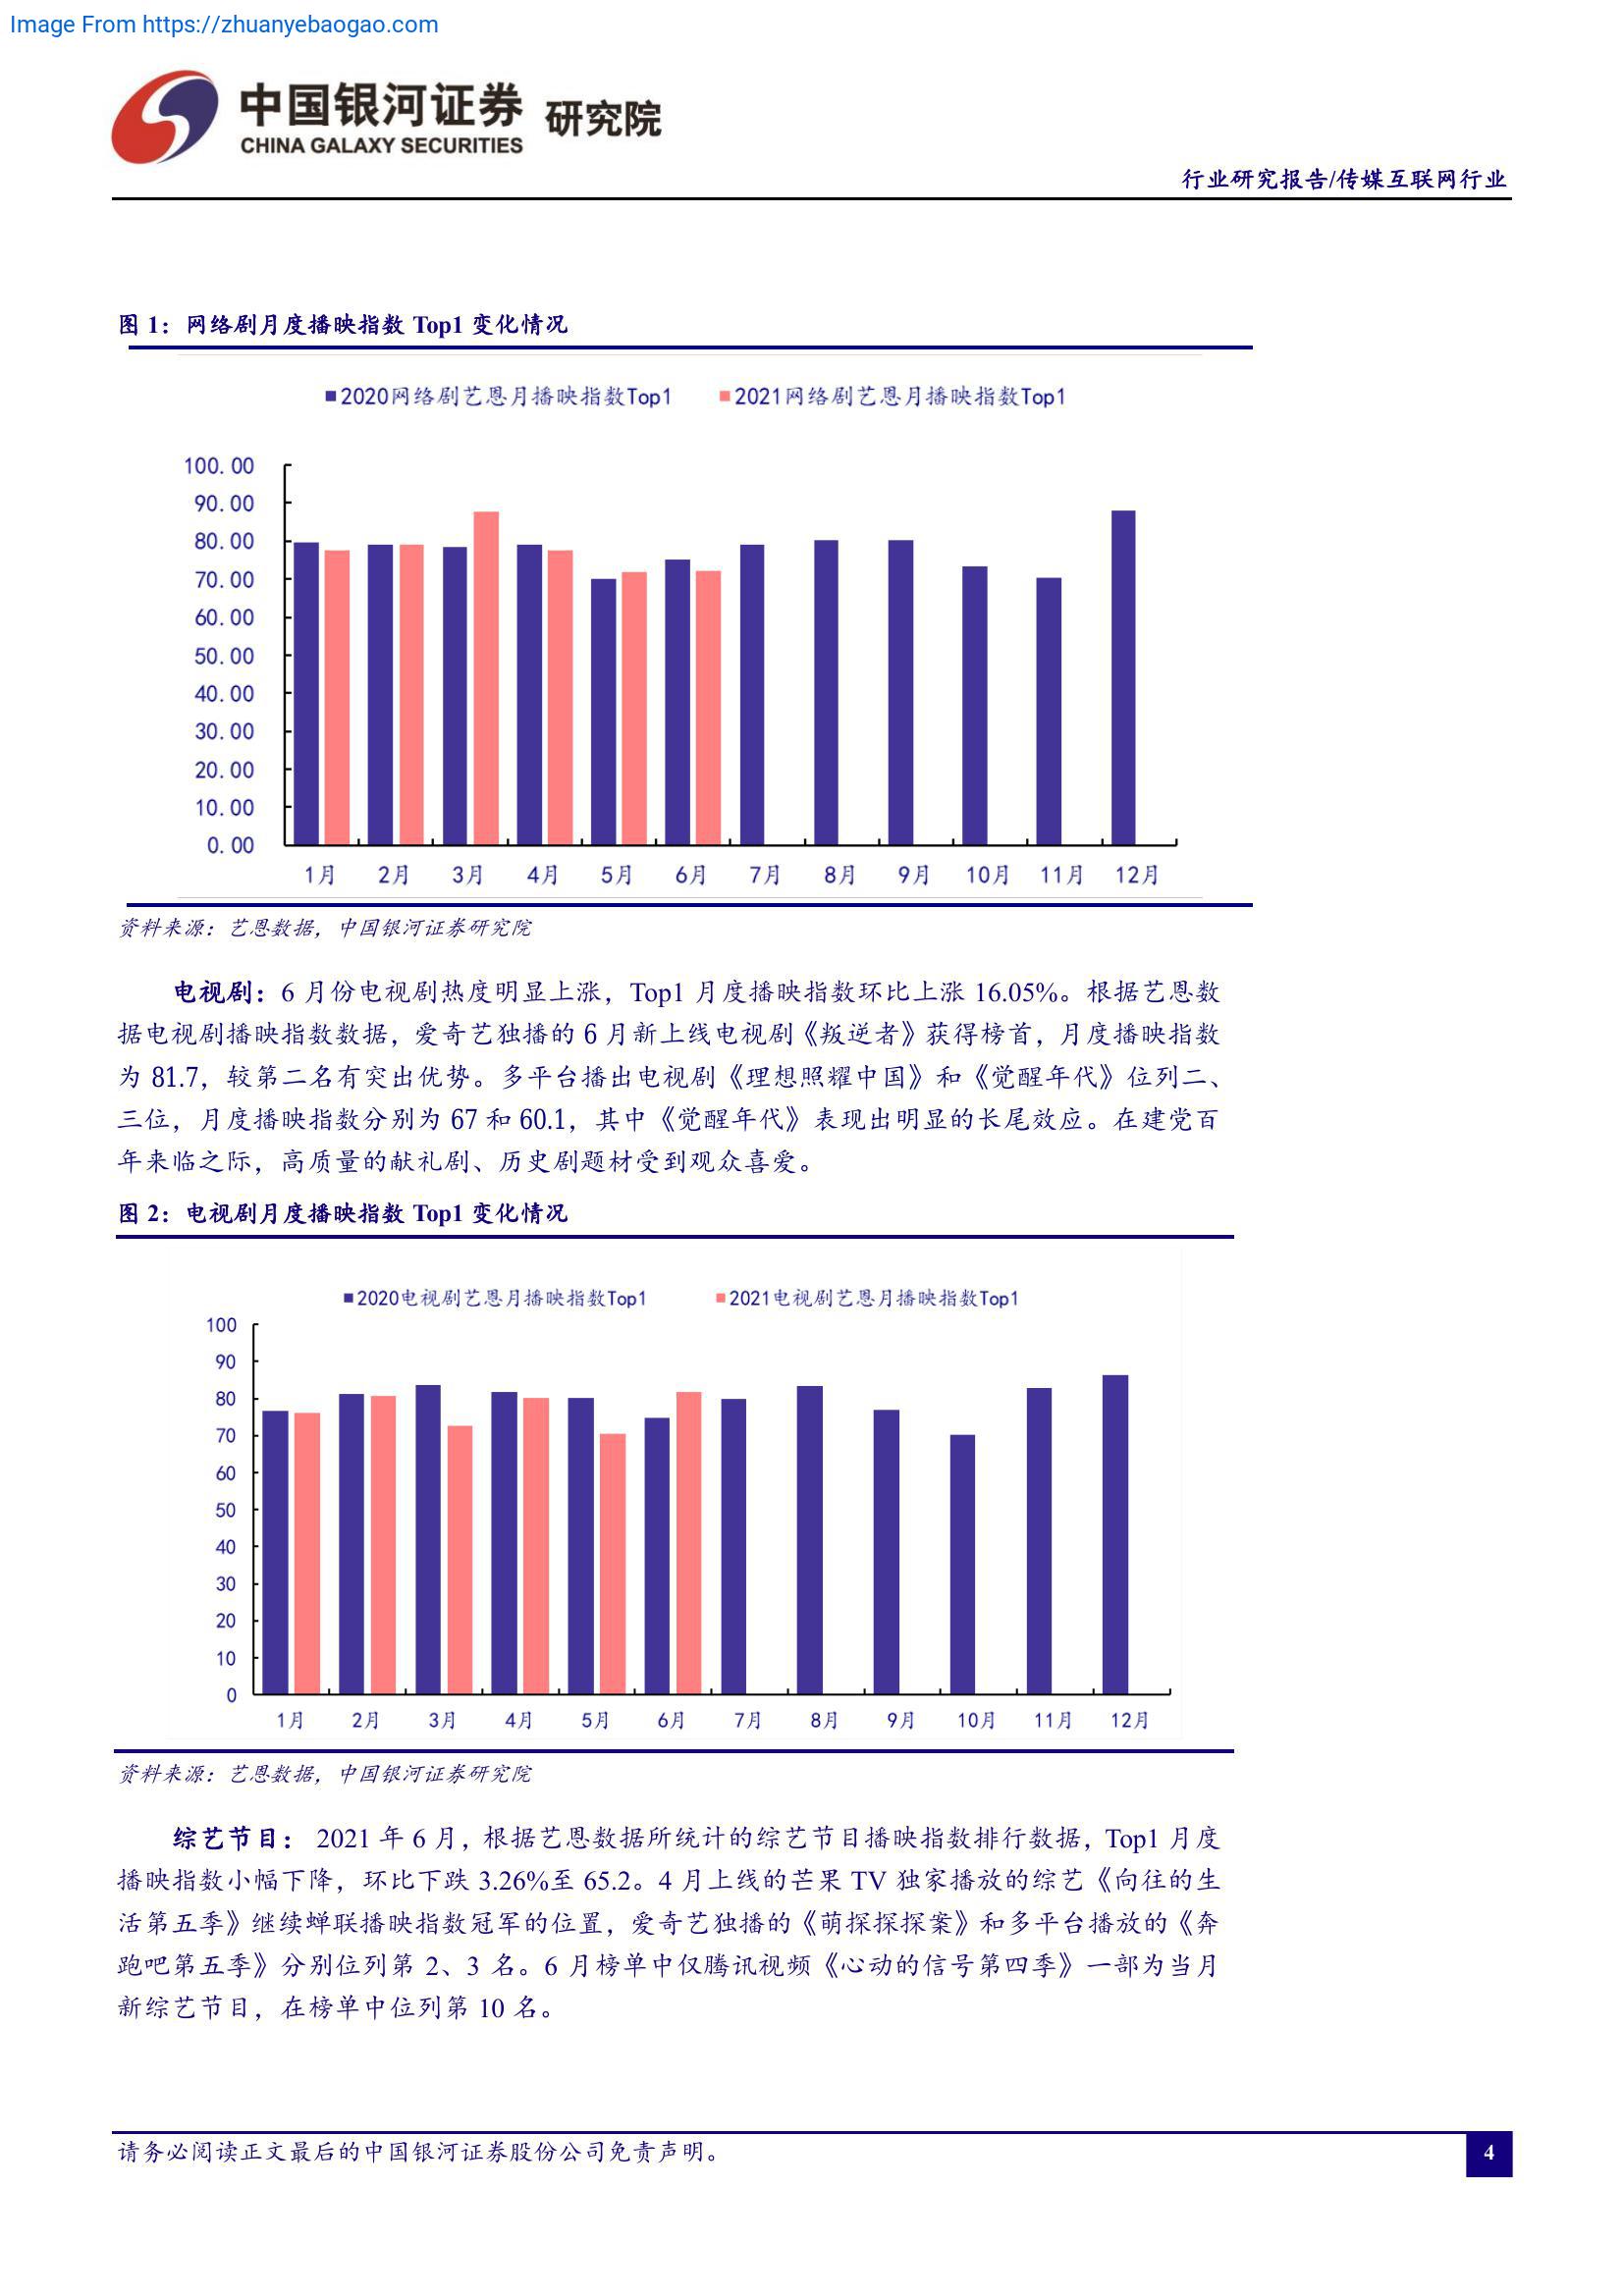 Image From https://zhuanyebaogao.com
中国银河证券 研究院
CHINA GALAXY SECURITIES
行业研究报告/传媒互联网行业
图 1：网络剧月度播映指数 Top1 变化情况
2020网络剧艺恩月播映指数Top1 2021网络剧艺恩月播映指数Top1
100.00
90.00
80.00
70.00
60.00
50.00
40.00
30.00
20.00
10.00
0.00
1月 2月 3月 4月 5月 6月 7月 8月 9月 10月 11月 12月
资料来源：艺恩数据，中国银河证券研究院
电视剧：6 月份电视剧热度明显上涨，Top1 月度播映指数环比上涨 16.05%。根据艺恩数
据电视剧播映指数数据，爱奇艺独播的 6 月新上线电视剧《叛逆者》获得榜首，月度播映指数
为 81.7，较第二名有突出优势。多平台播出电视剧《理想照耀中国》和《觉醒年代》位列二、
三位，月度播映指数分别为 67 和 60.1，其中《觉醒年代》表现出明显的长尾效应。在建党百
年来临之际，高质量的献礼剧、历史剧题材受到观众喜爱。
图 2：电视剧月度播映指数 Top1 变化情况
2020电视剧艺恩月播映指数Top1 2021电视剧艺恩月播映指数Top1
100
90
80
70
60
50
40
30
20
10
0
1月 2月 3月 4月 5月 6月 7月 8月 9月 10月 11月 12月
资料来源：艺恩数据，中国银河证券研究院
综艺节目： 2021 年 6 月，根据艺恩数据所统计的综艺节目播映指数排行数据，Top1 月度
播映指数小幅下降，环比下跌 3.26%至 65.2。4 月上线的芒果 TV 独家播放的综艺《向往的生
活第五季》继续蝉联播映指数冠军的位置，爱奇艺独播的《萌探探探案》和多平台播放的《奔
跑吧第五季》分别位列第 2、3 名。6 月榜单中仅腾讯视频《心动的信号第四季》一部为当月
新综艺节目，在榜单中位列第 10 名。
请务必阅读正文最后的中国银河证券股份公司免责声明。
4